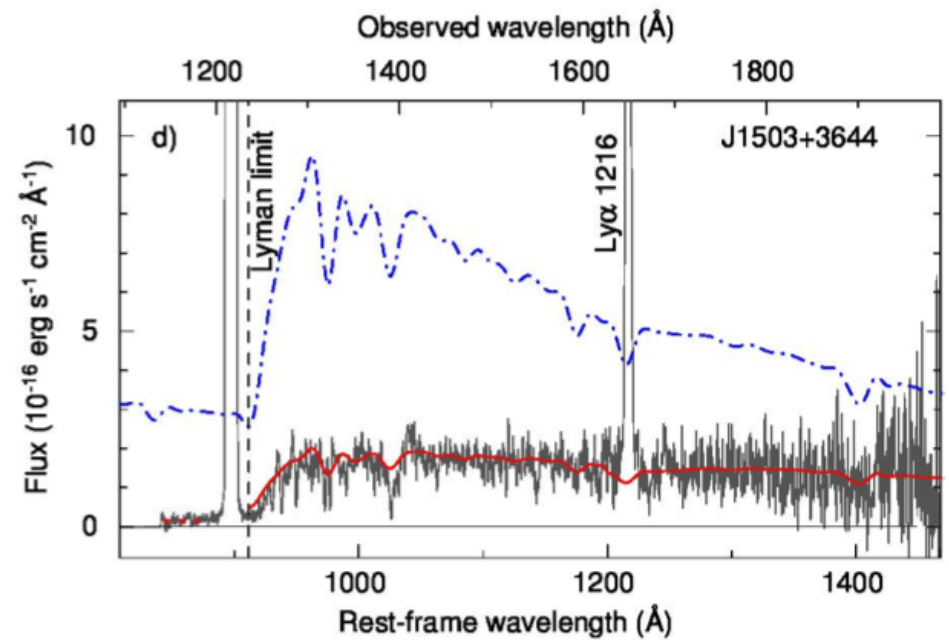 Observed wavelength (Å)
1200 1400 1600 1800
10
5
0
Flux (10⁻¹⁶ erg s⁻¹ cm⁻² Å⁻¹)
d)
Lyman limit
Lyα 1216
J1503+3644
1000 1200 1400
Rest-frame wavelength (Å)